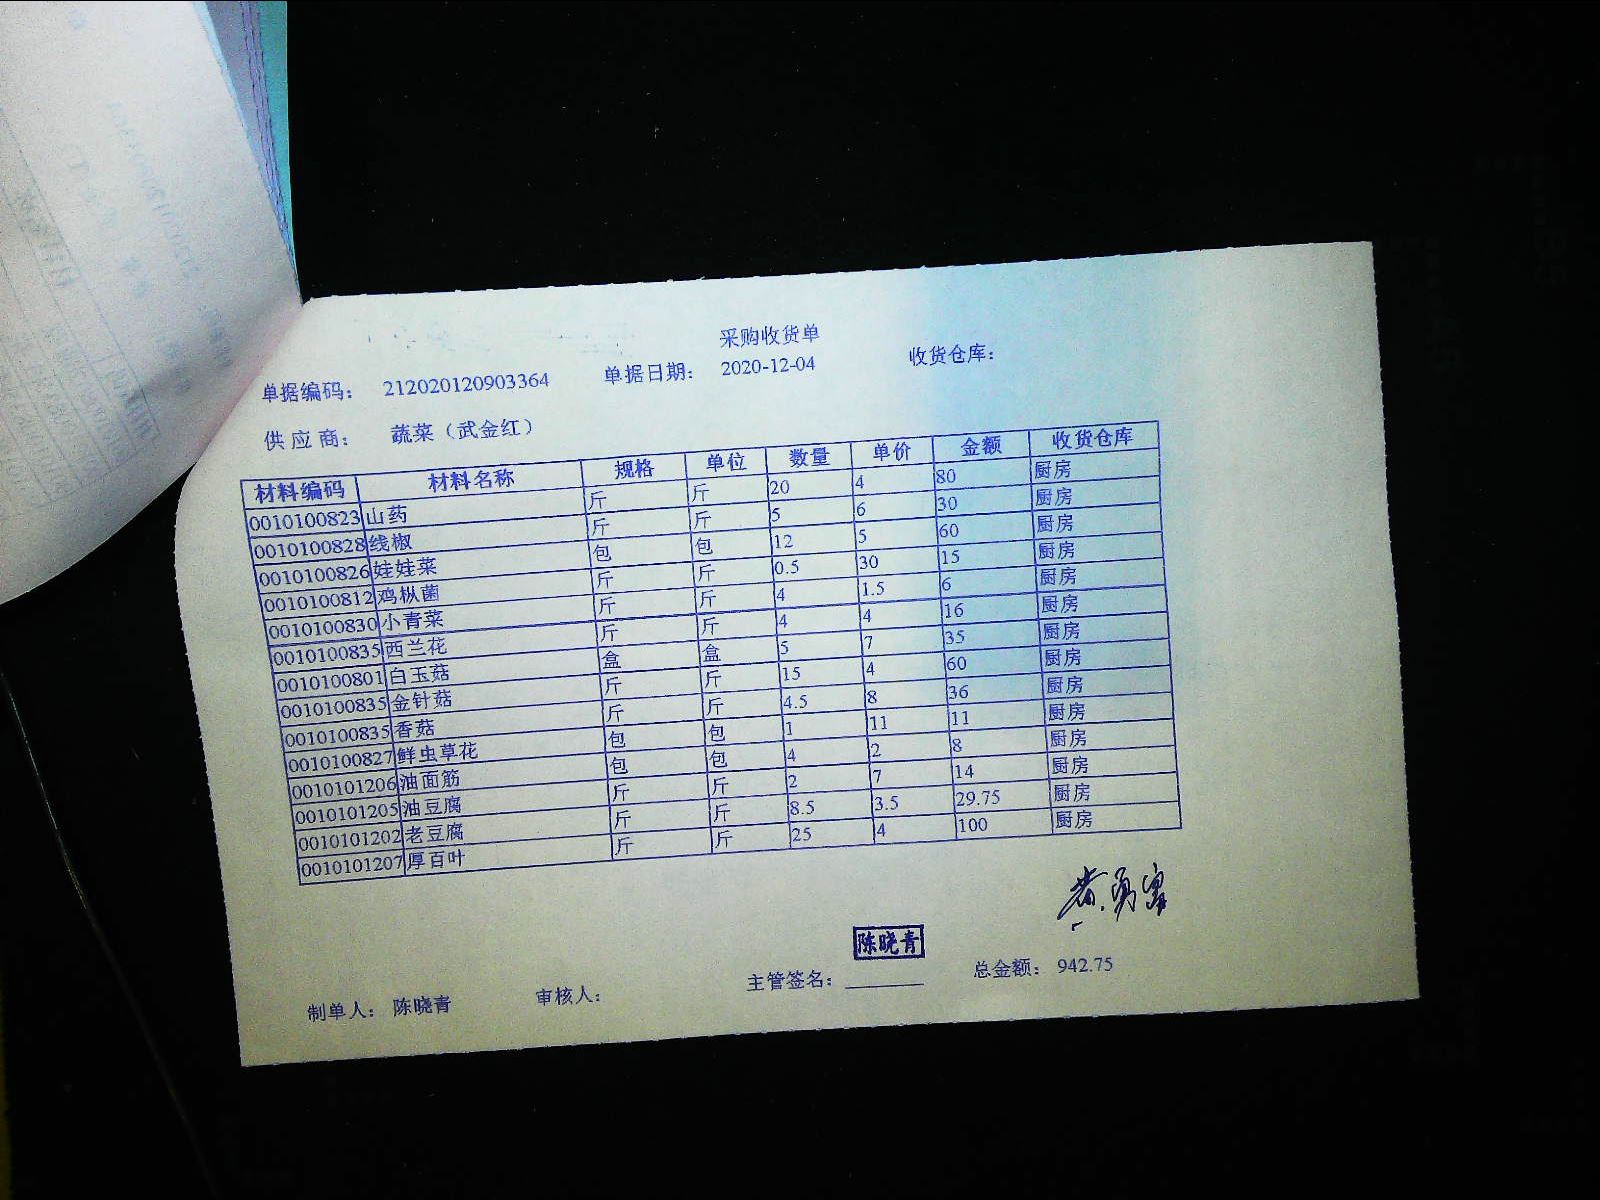 采购收货单
单据编码： 212020120903364 单据日期： 2020-12-04 收货仓库：
供 应 商： 蔬菜（武金红）
材料编码 材料名称 规格 单位 数量 单价 金额 收货仓库
0010100823 山药 斤 斤 20 4 80 厨房
0010100828 线椒 斤 斤 5 6 30 厨房
0010100826 娃娃菜 包 包 12 5 60 厨房
0010100812 鸡枞菌 斤 斤 0.5 30 15 厨房
0010100830 小青菜 斤 斤 4 1.5 6 厨房
0010100835 西兰花 斤 斤 4 4 16 厨房
0010100801 白玉菇 盒 盒 5 7 35 厨房
0010100835 金针菇 斤 斤 15 4 60 厨房
0010100835 香菇 斤 斤 4.5 8 36 厨房
0010100827 鲜虫草花 包 包 1 11 11 厨房
0010101206 油面筋 包 包 4 2 8 厨房
0010101205 油豆腐 斤 斤 2 7 14 厨房
0010101202 老豆腐 斤 斤 8.5 3.5 29.75 厨房
0010101207 厚百叶 斤 斤 25 4 100 厨房
陈晓青
制单人： 陈晓青 审核人： 主管签名： 总金额： 942.75